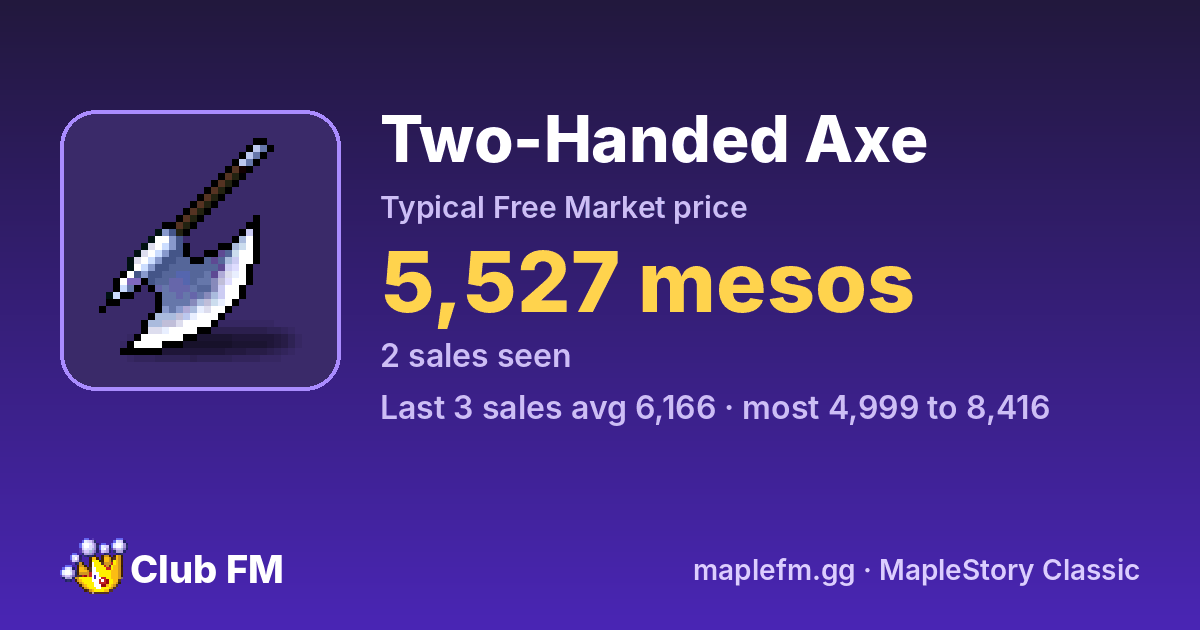 Two-Handed Axe
Typical Free Market price
5,527 mesos
2 sales seen
Last 3 sales avg 6,166 · most 4,999 to 8,416
Club FM
maplefm.gg · MapleStory Classic